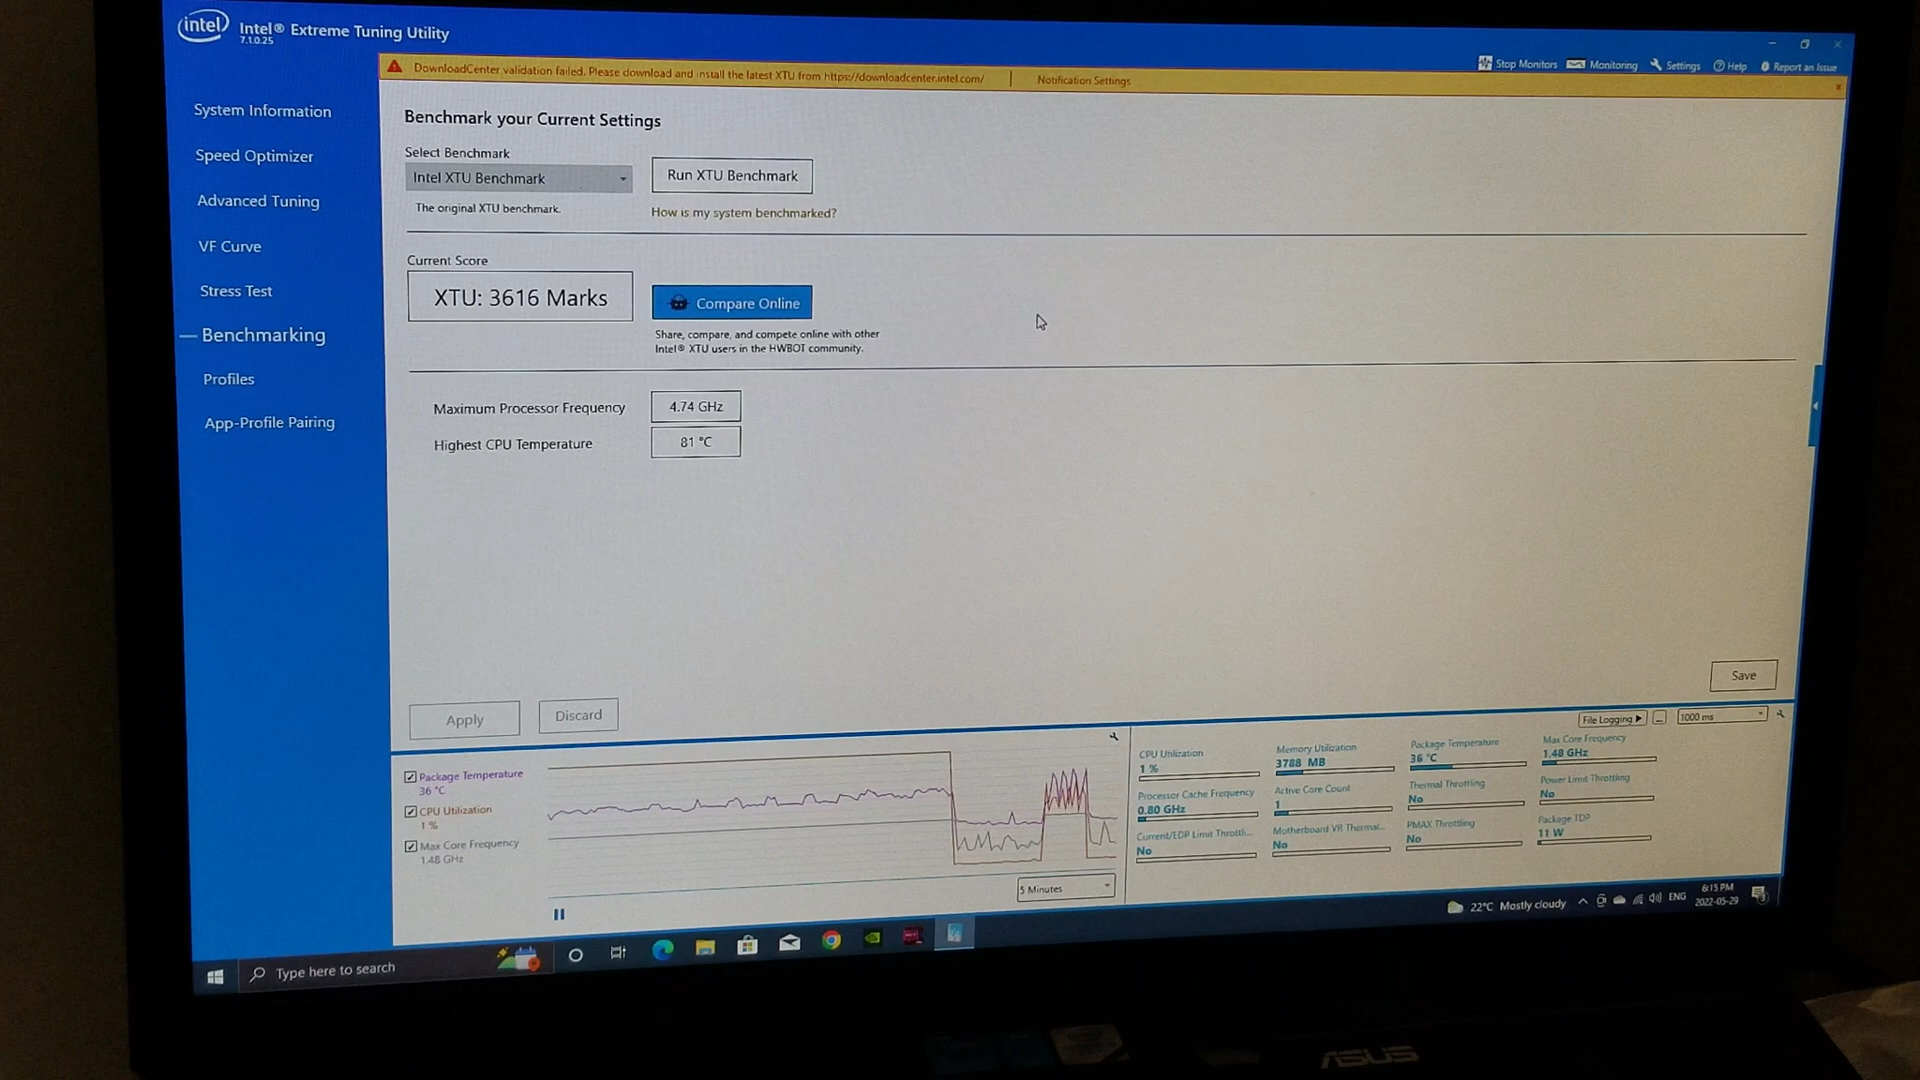 intel
Intel® Extreme Tuning Utility
7.1.0.25
DownloadCenter validation failed. Please download and install the latest XTU from https://downloadcenter.intel.com/
Notification Settings
Stop Monitors
Monitoring
Settings
Help
Report an Issue
System Information
Speed Optimizer
Advanced Tuning
VF Curve
Stress Test
Benchmarking
Profiles
App-Profile Pairing
Benchmark your Current Settings
Select Benchmark
Intel XTU Benchmark
Run XTU Benchmark
The original XTU benchmark.
How is my system benchmarked?
Current Score
XTU: 3616 Marks
Compare Online
Share, compare, and compete online with other
Intel® XTU users in the HWBOT community.
Maximum Processor Frequency
4.74 GHz
Highest CPU Temperature
81 °C
Save
Apply
Discard
File Logging
...
1000 ms
Package Temperature
36 °C
CPU Utilization
1 %
Max Core Frequency
1.48 GHz
5 Minutes
CPU Utilization
1 %
Memory Utilization
3788 MB
Package Temperature
36 °C
Max Core Frequency
1.48 GHz
Processor Cache Frequency
0.80 GHz
Active Core Count
1
Thermal Throttling
No
Power Limit Throttling
No
Current/EDP Limit Throttli...
No
Motherboard VR Thermal...
No
PMAX Throttling
No
Package TDP
11 W
Type here to search
22°C Mostly cloudy
ENG
6:15 PM
2022-05-29
ASUS